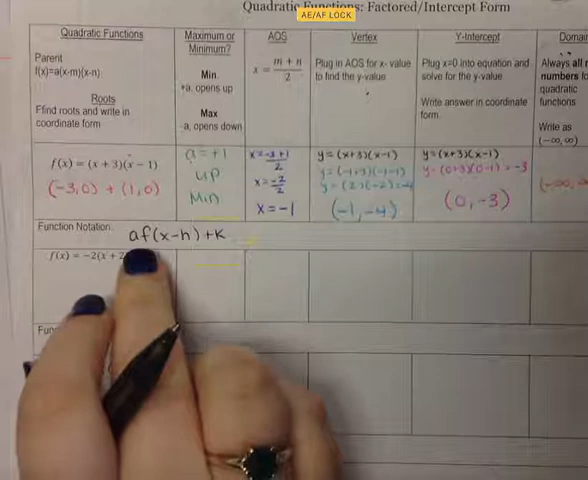 Quadratic Functions: Factored/Intercept Form
AE/AF LOCK
Quadratic Functions
Parent
f(x)=a(x-m)(x-n)
Roots
Ffind roots and write in
coordinate form
Maximum or
Minimum?
Min
+a, opens up
Max
-a, opens down
AOS
x = m + n / 2
Vertex
Plug in AOS for x- value
to find the y-value
Y-Intercept
Plug x=0 into equation and
solve for the y-value
Write answer in coordinate
form
Domain
Always all
numbers
quadratic
functions
Write as
(-∞, ∞)
f(x) = (x + 3)(x − 1)
(-3,0) + (1,0)
a = +1
up
Min
x = -3+1 / 2
x = -2 / 2
x = -1
y = (x+3)(x-1)
y = (-1+3)(-1-1)
y = (2)(-2) = -4
(-1, -4)
y = (x+3)(x-1)
y = (0+3)(0-1) = -3
(0, -3)
(-∞,
Function Notation:
af(x-h)+k
f(x) = −2(x + 2